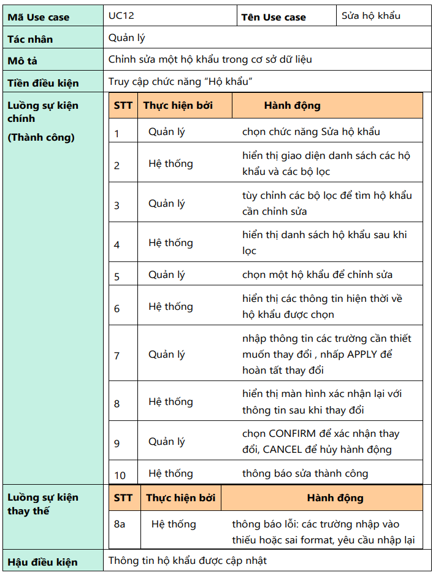 Mã Use case UC12 Tên Use case Sửa hộ khẩu
Tác nhân Quản lý
Mô tả Chỉnh sửa một hộ khẩu trong cơ sở dữ liệu
Tiền điều kiện Truy cập chức năng “Hộ khẩu”
Luồng sự kiện
chính
(Thành công)
STT Thực hiện bởi Hành động
1 Quản lý chọn chức năng Sửa hộ khẩu
2 Hệ thống hiển thị giao diện danh sách các hộ
khẩu và các bộ lọc
3 Quản lý tùy chỉnh các bộ lọc để tìm hộ khẩu
cần chỉnh sửa
4 Hệ thống hiển thị danh sách hộ khẩu sau khi
lọc
5 Quản lý chọn một hộ khẩu để chỉnh sửa
6 Hệ thống hiển thị các thông tin hiện thời về
hộ khẩu được chọn
7 Quản lý nhập thông tin các trường cần thiết
muốn thay đổi , nhấp APPLY để
hoàn tất thay đổi
8 Hệ thống hiển thị màn hình xác nhận lại với
thông tin sau khi thay đổi
9 Quản lý chọn CONFIRM để xác nhận thay
đổi, CANCEL để hủy hành động
10 Hệ thống thông báo sửa thành công
Luồng sự kiện
thay thế
STT Thực hiện bởi Hành động
8a Hệ thống thông báo lỗi: các trường nhập vào
thiếu hoặc sai format, yêu cầu nhập lại
Hậu điều kiện Thông tin hộ khẩu được cập nhật